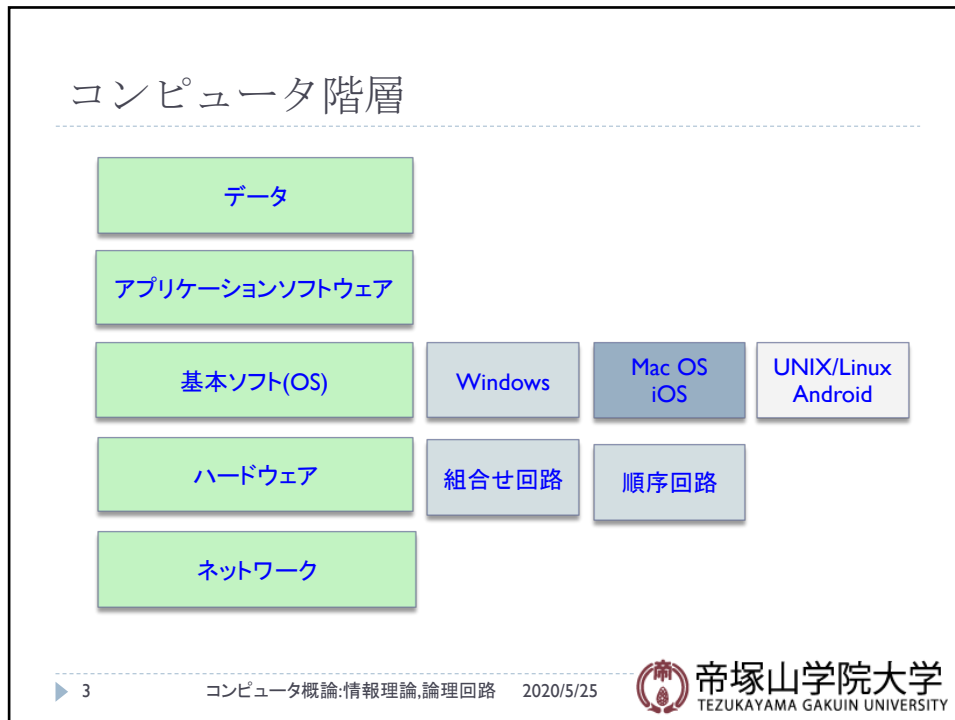 コンピュータ階層
データ
アプリケーションソフトウェア
基本ソフト(OS)
Windows
Mac OS
iOS
UNIX/Linux
Android
ハードウェア
組合せ回路
順序回路
ネットワーク
3
コンピュータ概論:情報理論,論理回路
2020/5/25
帝
帝塚山学院大学
TEZUKAYAMA GAKUIN UNIVERSITY